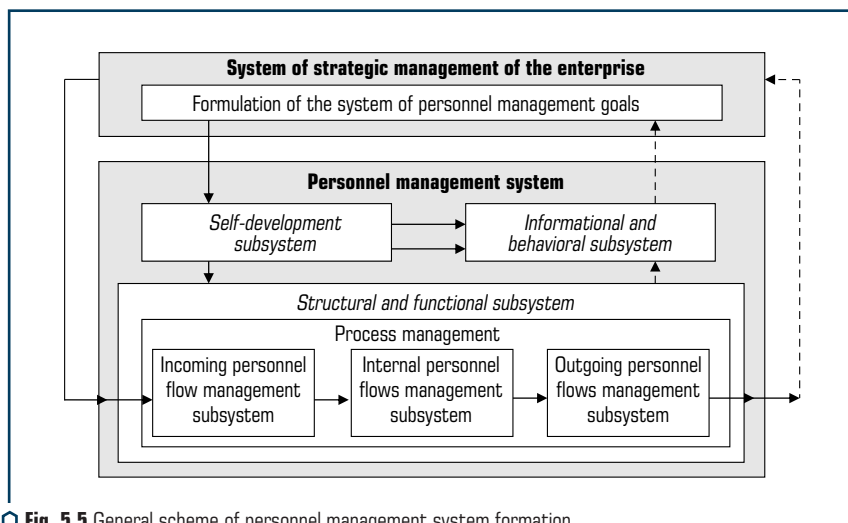 System of strategic management of the enterprise
Formulation of the system of personnel management goals
Personnel management system
Self-development
subsystem
Informational and
behavioral subsystem
Structural and functional subsystem
Process management
Incoming personnel
flow management
subsystem
Internal personnel
flows management
subsystem
Outgoing personnel
flows management
subsystem
Fig. 5.5 General scheme of personnel management system formation